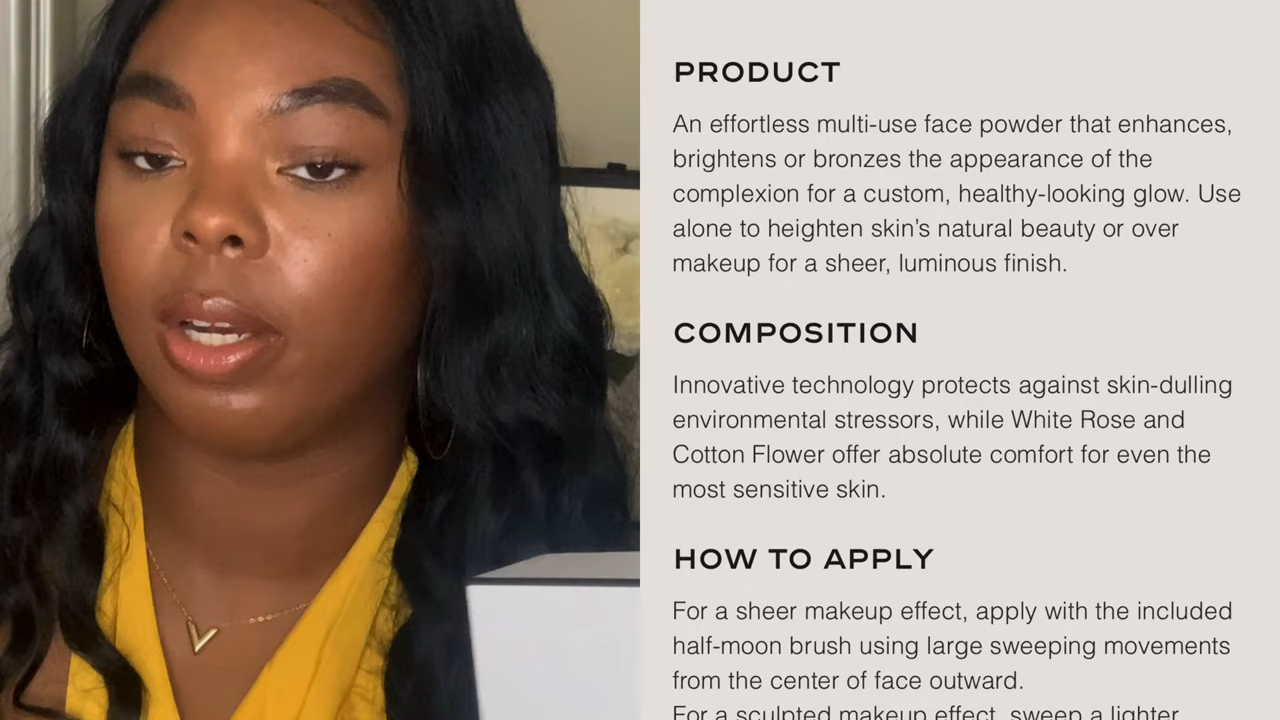 PRODUCT
An effortless multi-use face powder that enhances,
brightens or bronzes the appearance of the
complexion for a custom, healthy-looking glow. Use
alone to heighten skin’s natural beauty or over
makeup for a sheer, luminous finish.
COMPOSITION
Innovative technology protects against skin-dulling
environmental stressors, while White Rose and
Cotton Flower offer absolute comfort for even the
most sensitive skin.
HOW TO APPLY
For a sheer makeup effect, apply with the included
half-moon brush using large sweeping movements
from the center of face outward.
For a sculpted makeup effect, sweep a lighter